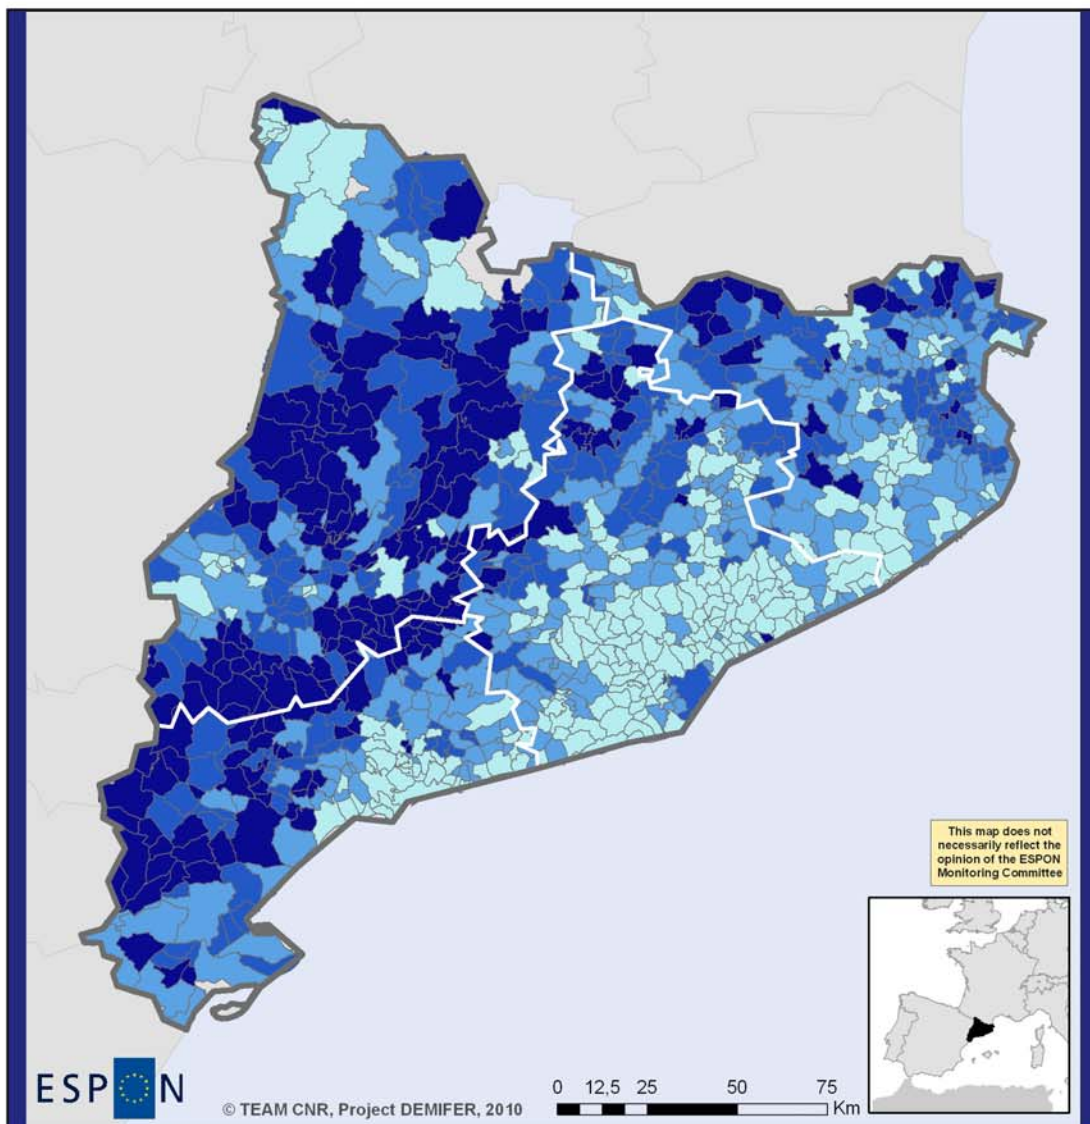 This map does not
necessarily reflect the
opinion of the ESPON
Monitoring Committee
ESPON
© TEAM CNR, Project DEMIFER, 2010
0 12,5 25 50 75
Km